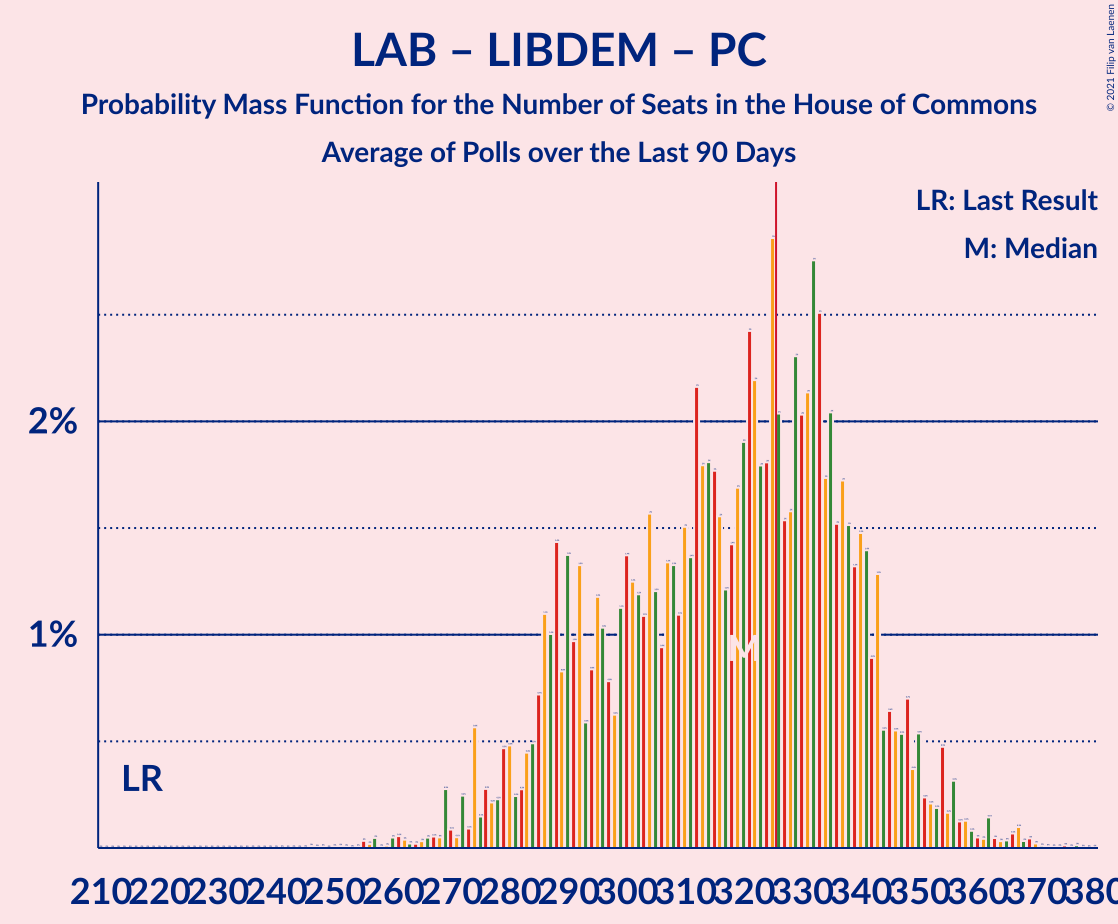 LAB – LIBDEM – PC
Probability Mass Function for the Number of Seats in the House of Commons
Average of Polls over the Last 90 Days
© 2021 Filip van Laenen
LR: Last Result
M: Median
2%
1%
LR
M
210 220 230 240 250 260 270 280 290 300 310 320 330 340 350 360 370 380